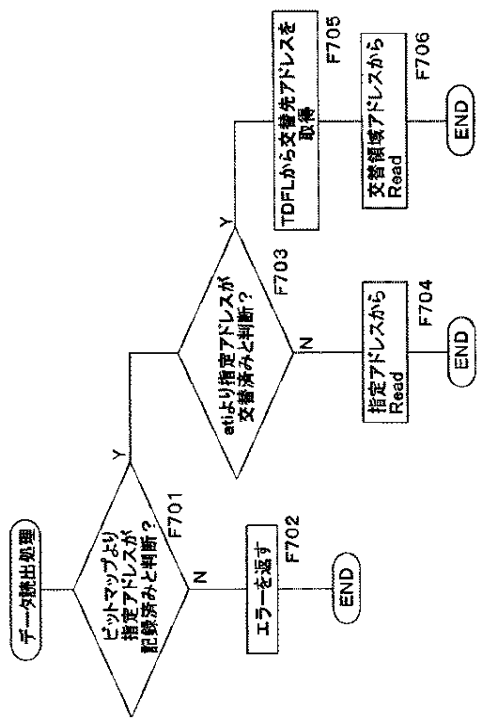 データ読出処理
ビットマップより
指定アドレスが
記録済みと判断?
F701
Y
N
エラーを返す
F702
END
atiより指定アドレスが
交替済みと判断?
F703
Y
N
指定アドレスから
Read
F704
END
TDFLから交替先アドレスを
取得
F705
交替領域アドレスから
Read
F706
END